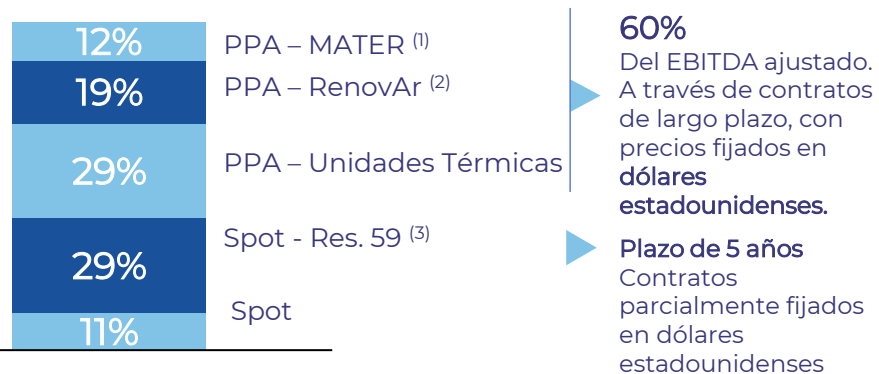 12%
PPA – MATER (1)
19%
PPA – RenovAr (2)
29%
PPA – Unidades Térmicas
29%
Spot - Res. 59 (3)
11%
Spot
60%
Del EBITDA ajustado.
A través de contratos
de largo plazo, con
precios fijados en
dólares
estadounidenses.
Plazo de 5 años
Contratos
parcialmente fijados
en dólares
estadounidenses